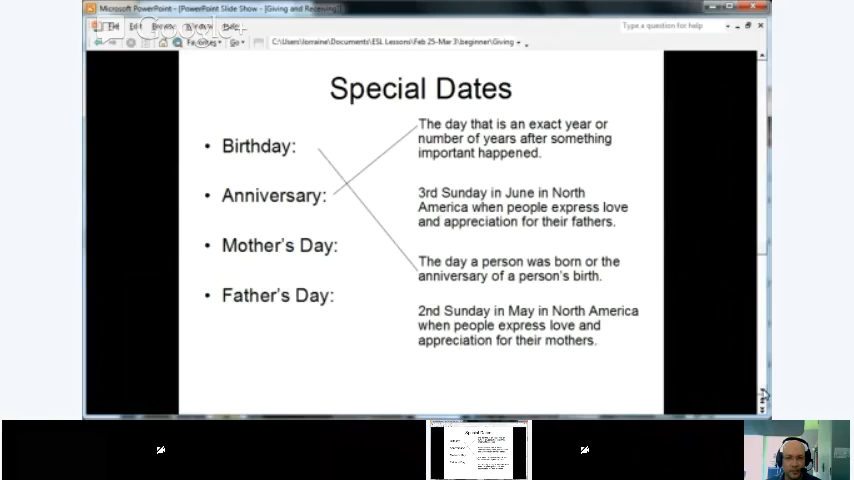 Microsoft PowerPoint - [PowerPoint Slide Show - [Giving and Receiving]
Type a question for help
Favorites
Go
C:\Users\lorraine\Documents\ESL Lessons\Feb 25-Mar 3\beginner\Giving
Google+
Special Dates
• Birthday:
• Anniversary:
• Mother's Day:
• Father's Day:
The day that is an exact year or
number of years after something
important happened.
3rd Sunday in June in North
America when people express love
and appreciation for their fathers.
The day a person was born or the
anniversary of a person's birth.
2nd Sunday in May in North America
when people express love and
appreciation for their mothers.